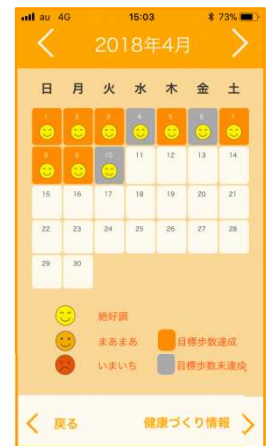 au 4G 15:03 73%
2018年4月
日 月 火 水 木 金 土
1 2 3 4 5 6 7
8 9 10 11 12 13 14
15 16 17 18 19 20 21
22 23 24 25 26 27 28
29 30
絶好調
まあまあ 目標歩数達成
いまいち 目標歩数未達成
戻る 健康づくり情報